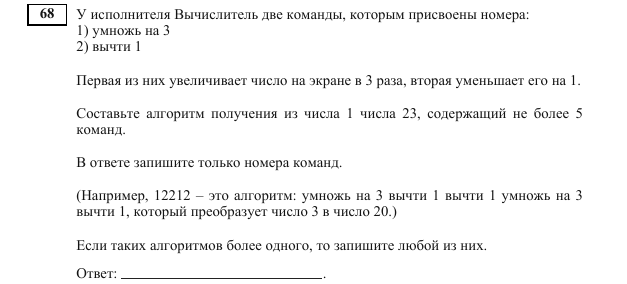 68
У исполнителя Вычислитель две команды, которым присвоены номера:
1) умножь на 3
2) вычти 1
Первая из них увеличивает число на экране в 3 раза, вторая уменьшает его на 1.
Составьте алгоритм получения из числа 1 числа 23, содержащий не более 5
команд.
В ответе запишите только номера команд.
(Например, 12212 – это алгоритм: умножь на 3 вычти 1 вычти 1 умножь на 3
вычти 1, который преобразует число 3 в число 20.)
Если таких алгоритмов более одного, то запишите любой из них.
Ответ: ____________________.